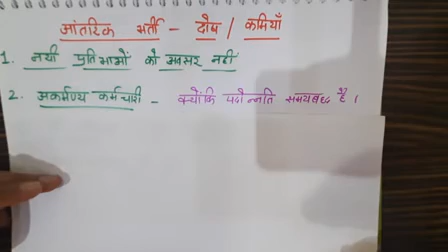 आंतरिक भर्ती - दोष / कमियाँ
1. नयी प्रतिभाओं को अवसर नहीं
2. अकर्मण्य कर्मचारी - क्योंकि पदोन्नति समयबद्ध है।